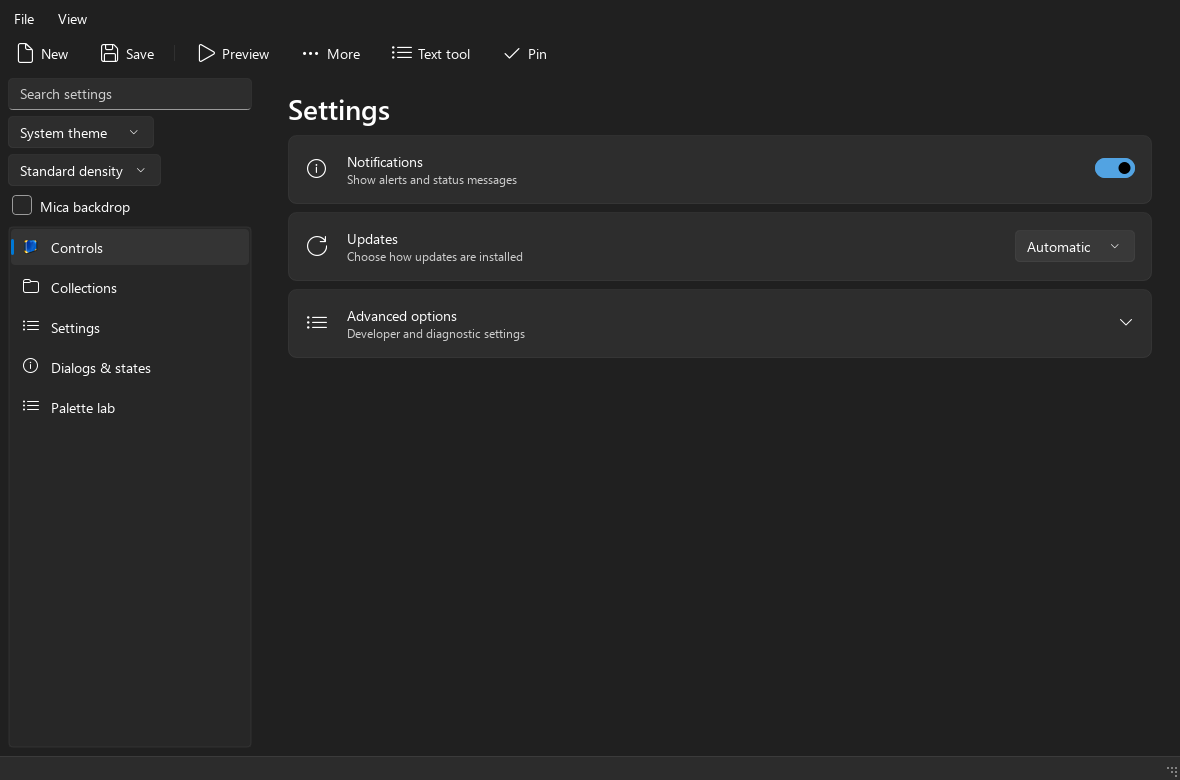 File View
New Save Preview More Text tool Pin
Search settings
System theme
Standard density
Mica backdrop
Controls
Collections
Settings
Dialogs & states
Palette lab
Settings
Notifications
Show alerts and status messages
Updates
Choose how updates are installed
Automatic
Advanced options
Developer and diagnostic settings